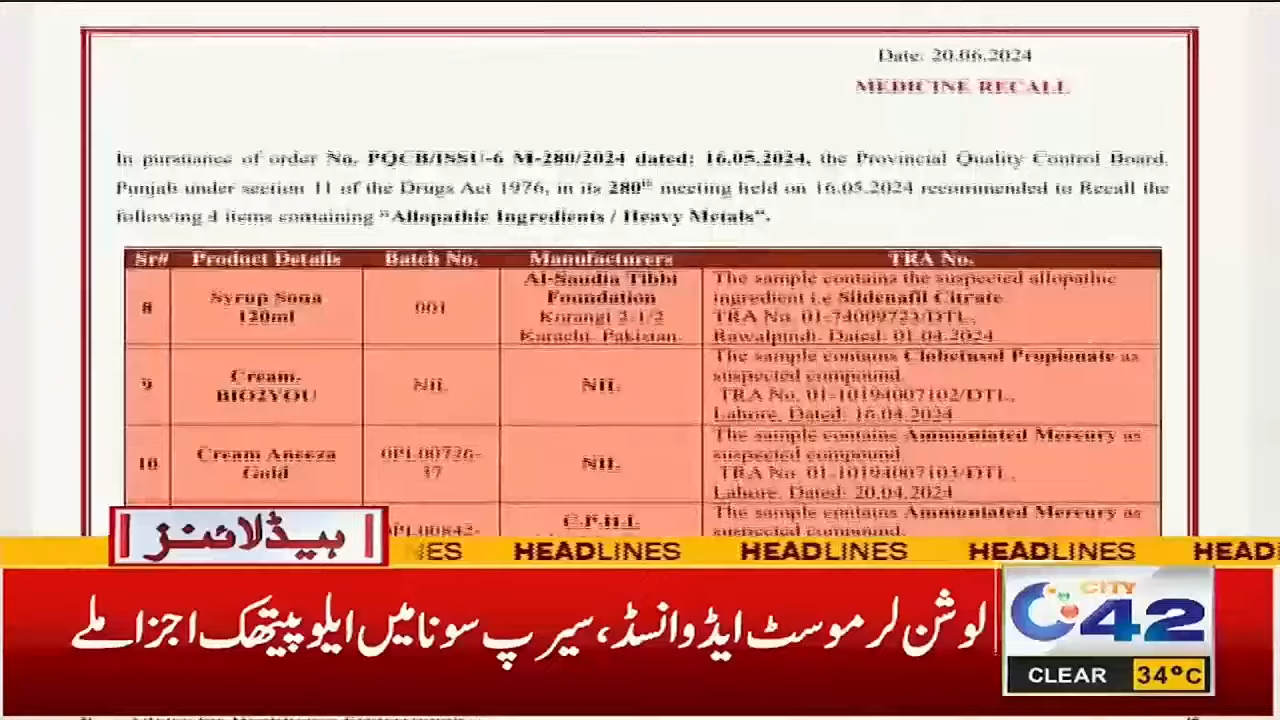 Date: 20.06.2024
MEDICINE RECALL
In pursuance of order No. PQCB/ISSU-6 M-280/2024 dated: 16.05.2024, the Provincial Quality Control Board,
Punjab under section 11 of the Drugs Act 1976, in its 280th meeting held on 16.05.2024 recommended to Recall the
following 4 items containing "Allopathic Ingredients / Heavy Metals".
Sr# Product Details Batch No. Manufacturers TRA No.
8 Syrup Sona 120ml 001 Al-Saudia Tibbi Foundation Korangi 2-1/2 Karachi Pakistan. The sample contains the suspected allopathic ingredient i.e Slidenafil Citrate TRA No. 01-74009723/DTL, Rawalpindi Dated: 01.04.2024
9 Cream. BIO2YOU NIL NIL The sample contains Clobetasol Propionate as suspected compound. TRA No. 01-10194007102/DTL, Lahore. Dated: 16.04.2024
10 Cream Aneeza Gold 0PL00726-17 NIL The sample contains Ammoniated Mercury as suspected compound. TRA No. 01-10194007103/DTL, Lahore. Dated: 20.04.2024
0PL00842- C.P.H.I. The sample contains Ammoniated Mercury as suspected compound.
ہیڈلائنز
NES HEADLINES HEADLINES HEADLINES HEAD
لوشن لرموسٹ ایڈوانسڈ، سیرپ سونا میں ایلوپیتھک اجزا ملے
CITY
42
CLEAR 34°C